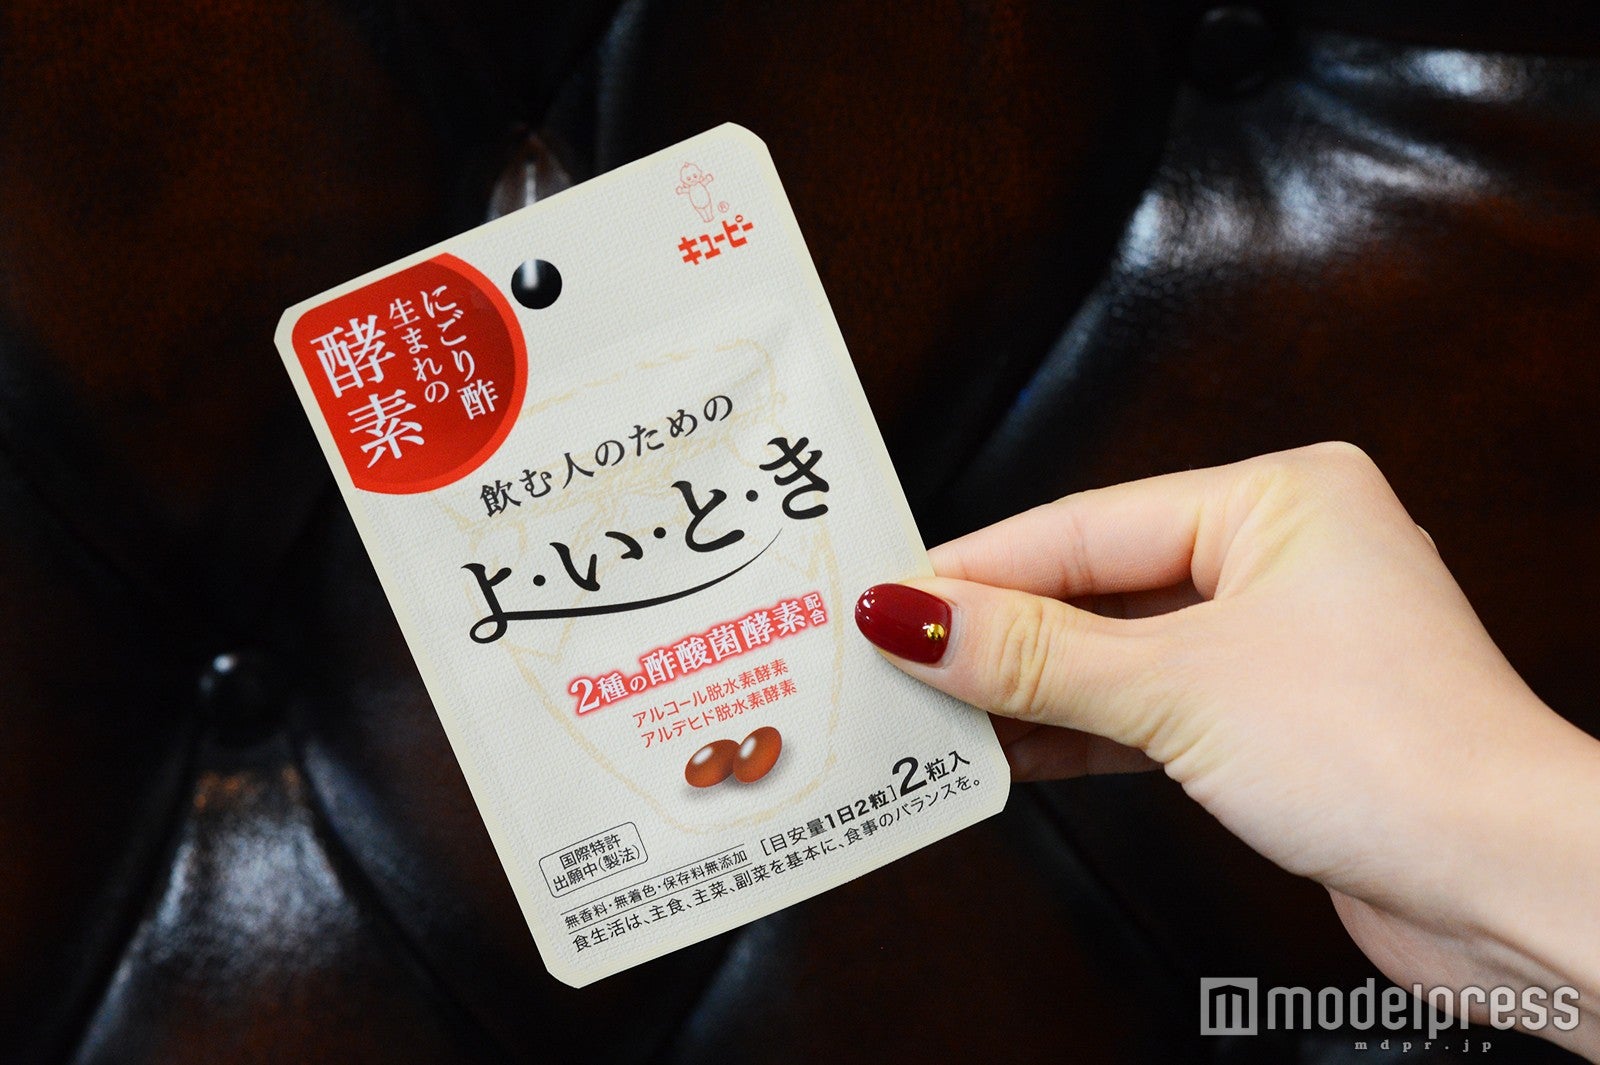 キユーピー
®
にごり酢
生まれの
酵素
飲む人のための
よ・い・と・き
2種の酢酸菌酵素配合
アルコール脱水素酵素
アルデヒド脱水素酵素
国際特許
出願中(製法)
[目安量1日2粒]2粒入
無香料・無着色・保存料無添加
食生活は、主食、主菜、副菜を基本に、食事のバランスを。
modelpress
mdpr.jp